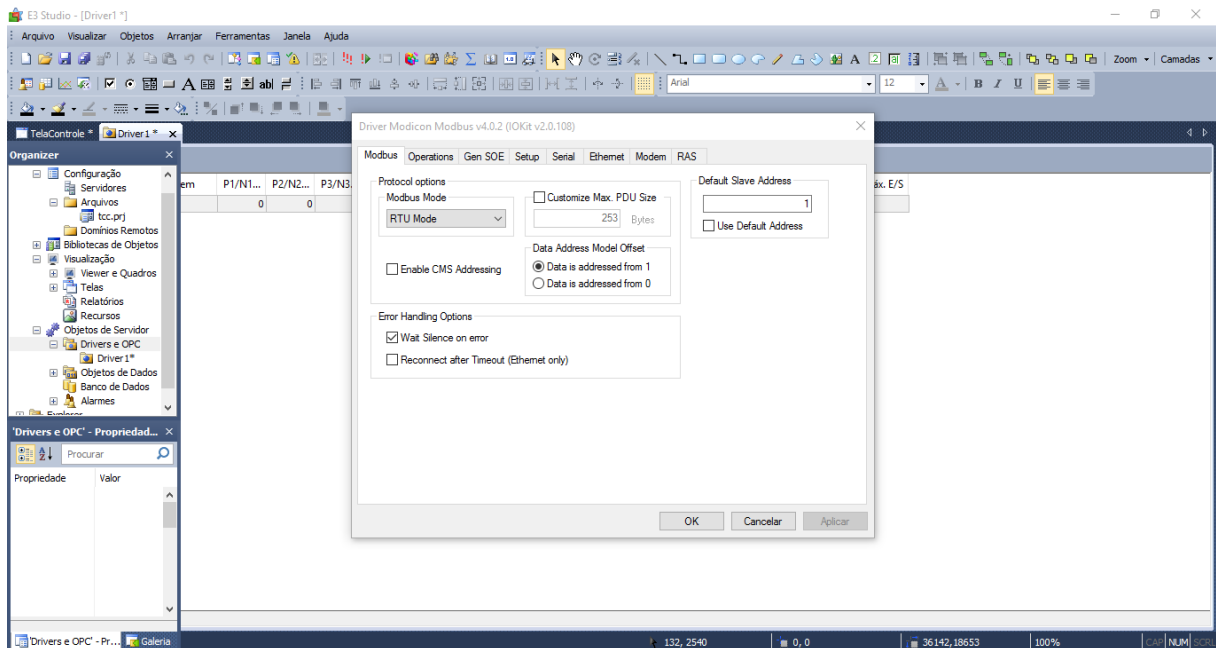 E3 Studio - [Driver1 *]
Arquivo Visualizar Objetos Arranjar Ferramentas Janela Ajuda
Zoom Camadas
Arial 12 B I U
TelaControle * Driver1 *
Organizer
Configuração
Servidores
Arquivos
tcc.prj
Domínios Remotos
Bibliotecas de Objetos
Visualização
Viewer e Quadros
Telas
Relatórios
Recursos
Objetos de Servidor
Drivers e OPC
Driver1*
Objetos de Dados
Banco de Dados
Alarmes
em P1/N1... P2/N2... P3/N3. áx. E/S
0 0
Driver Modicon Modbus v4.0.2 (IOKit v2.0.108)
Modbus Operations Gen SOE Setup Serial Ethernet Modem RAS
Protocol options
Modbus Mode
RTU Mode
Customize Max. PDU Size
253 Bytes
Enable CMS Addressing
Data Address Model Offset
Data is addressed from 1
Data is addressed from 0
Default Slave Address
1
Use Default Address
Error Handling Options
Wait Silence on error
Reconnect after Timeout (Ethernet only)
OK Cancelar Aplicar
'Drivers e OPC' - Propriedad...
Procurar
Propriedade Valor
'Drivers e OPC' - Pr... Galeria
132, 2540 0, 0 36142,18653 100% CAP NUM SCRL